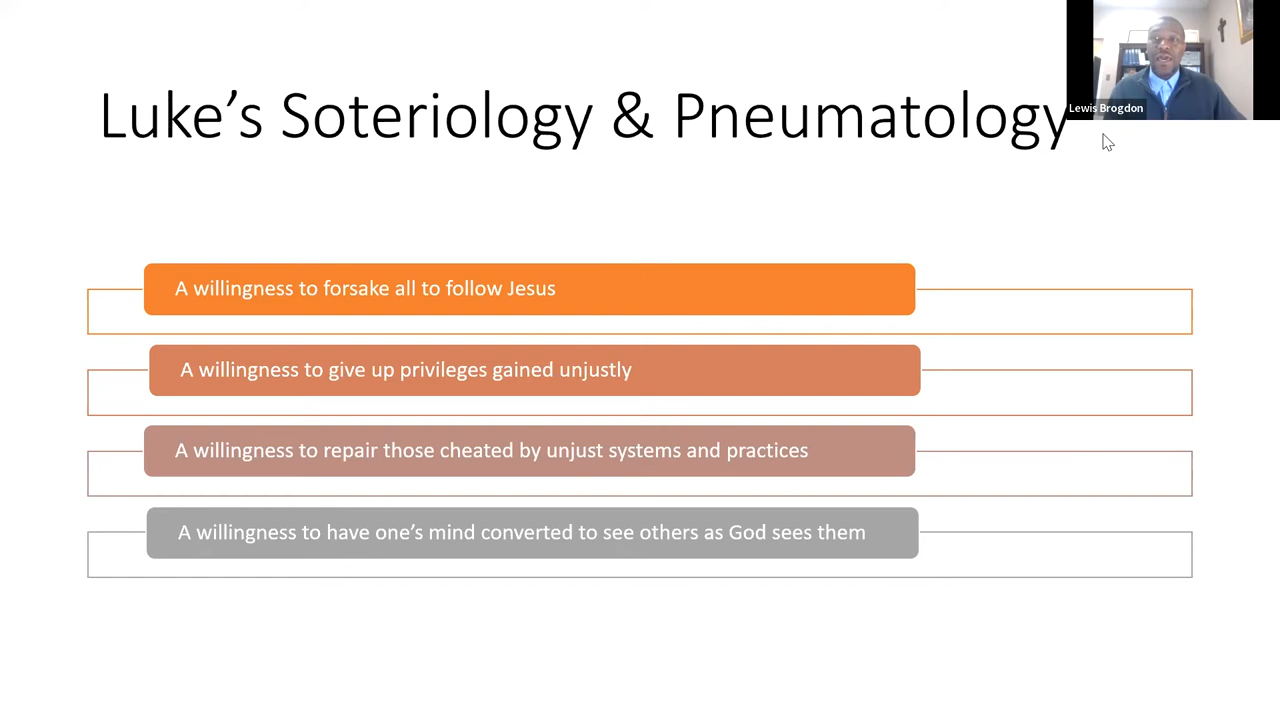 Luke’s Soteriology & Pneumatology
Lewis Brogdon
A willingness to forsake all to follow Jesus
A willingness to give up privileges gained unjustly
A willingness to repair those cheated by unjust systems and practices
A willingness to have one’s mind converted to see others as God sees them